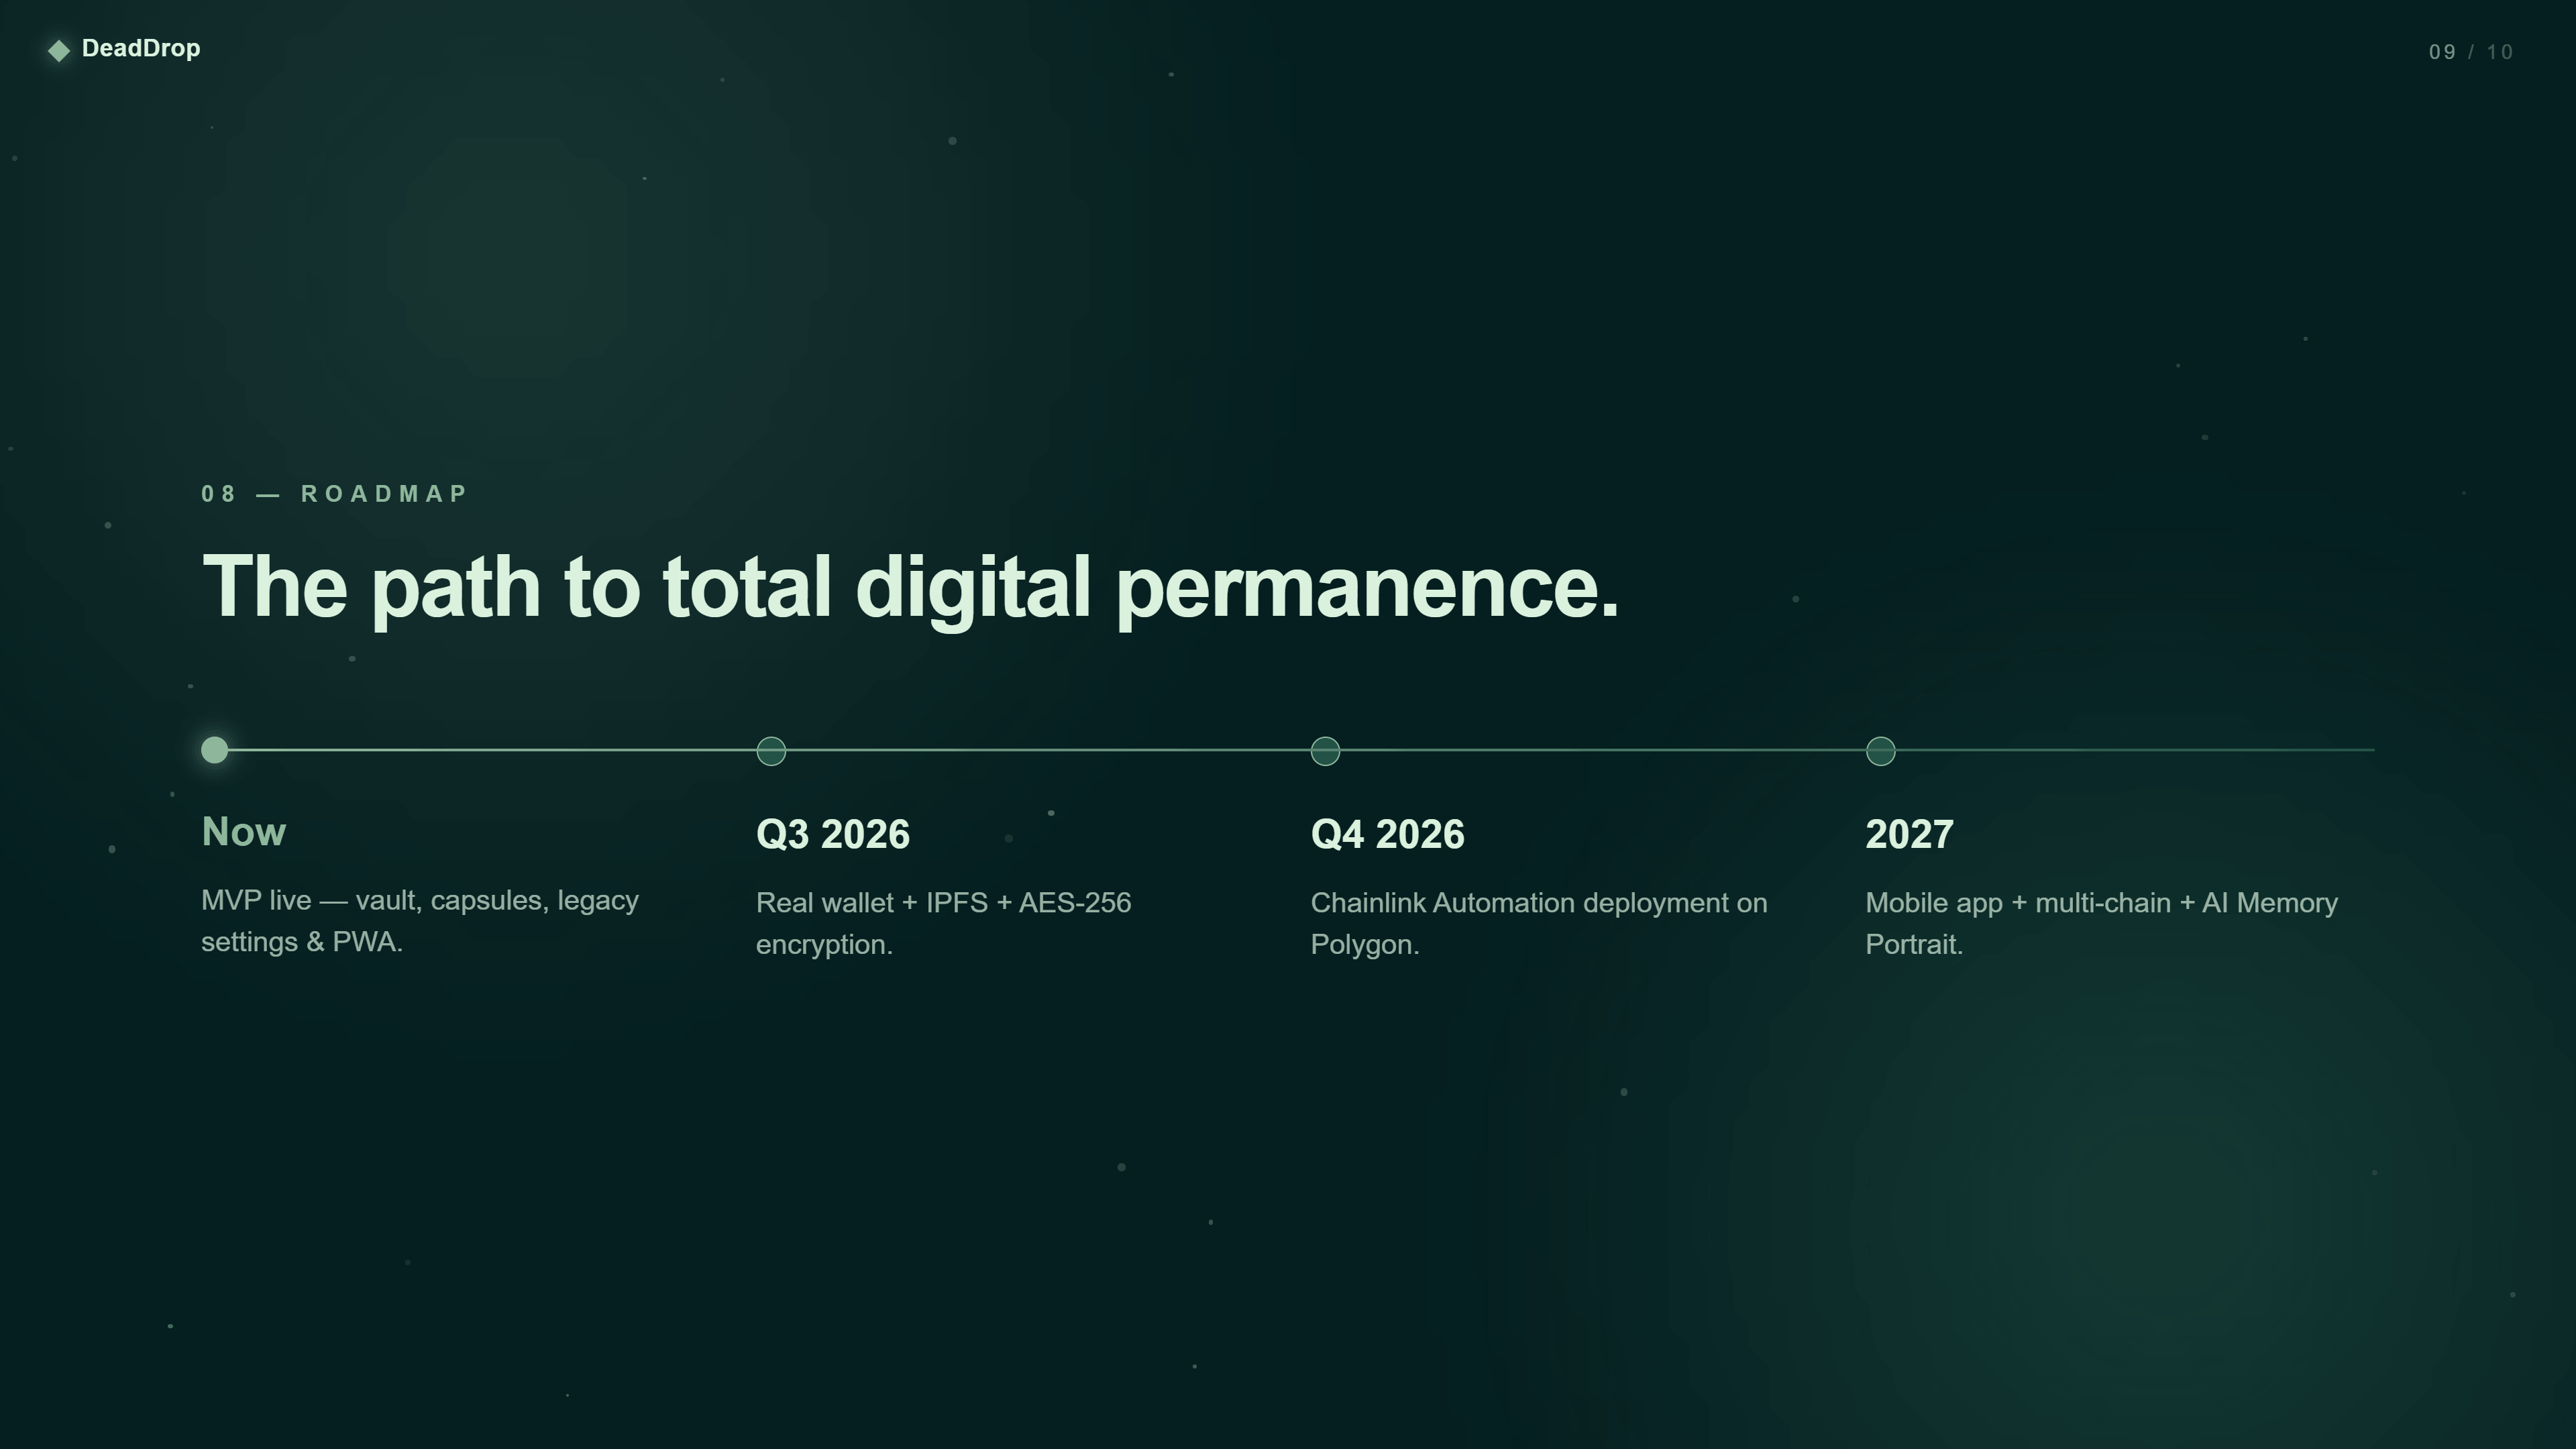 DeadDrop
09 / 10
08 — ROADMAP
The path to total digital permanence.
Now
MVP live — vault, capsules, legacy
settings & PWA.
Q3 2026
Real wallet + IPFS + AES-256
encryption.
Q4 2026
Chainlink Automation deployment on
Polygon.
2027
Mobile app + multi-chain + AI Memory
Portrait.